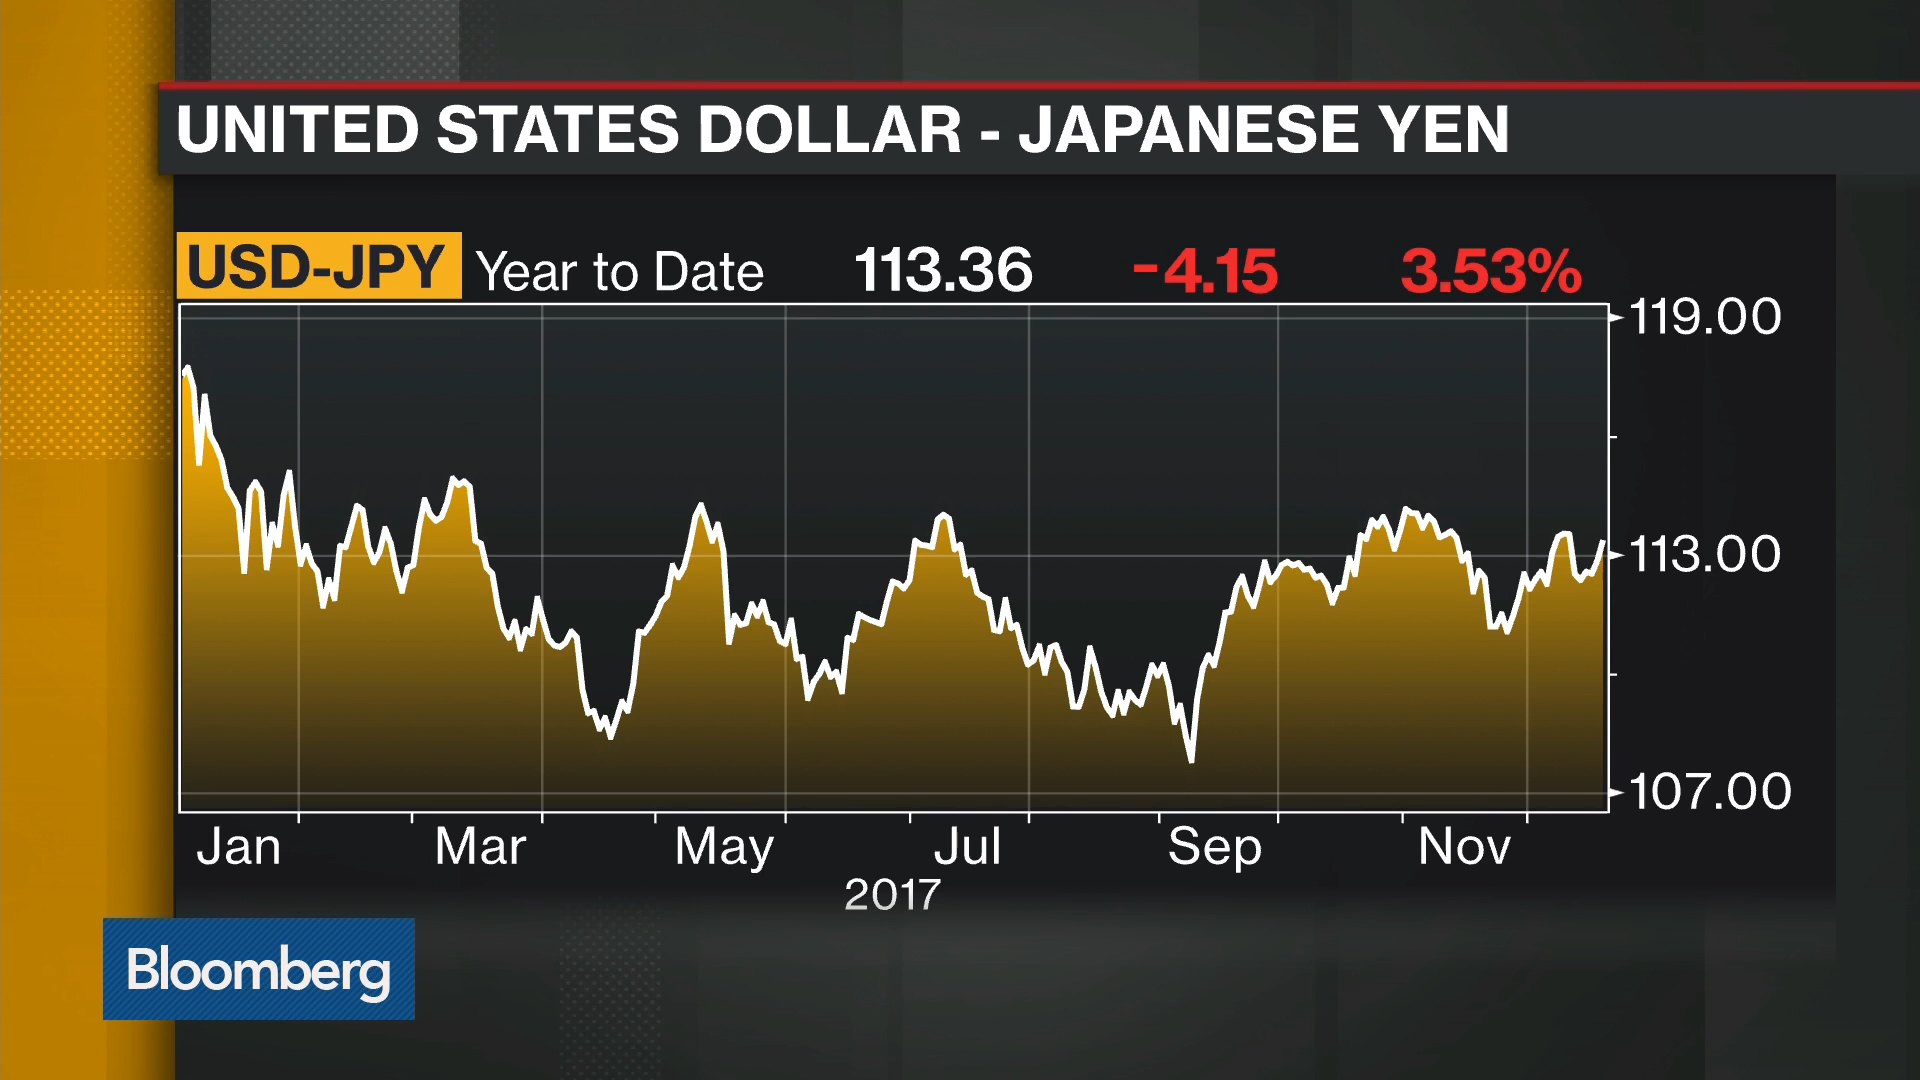 UNITED STATES DOLLAR - JAPANESE YEN
USD-JPY Year to Date 113.36 -4.15 3.53%
119.00
113.00
107.00
Jan Mar May Jul Sep Nov
2017
Bloomberg